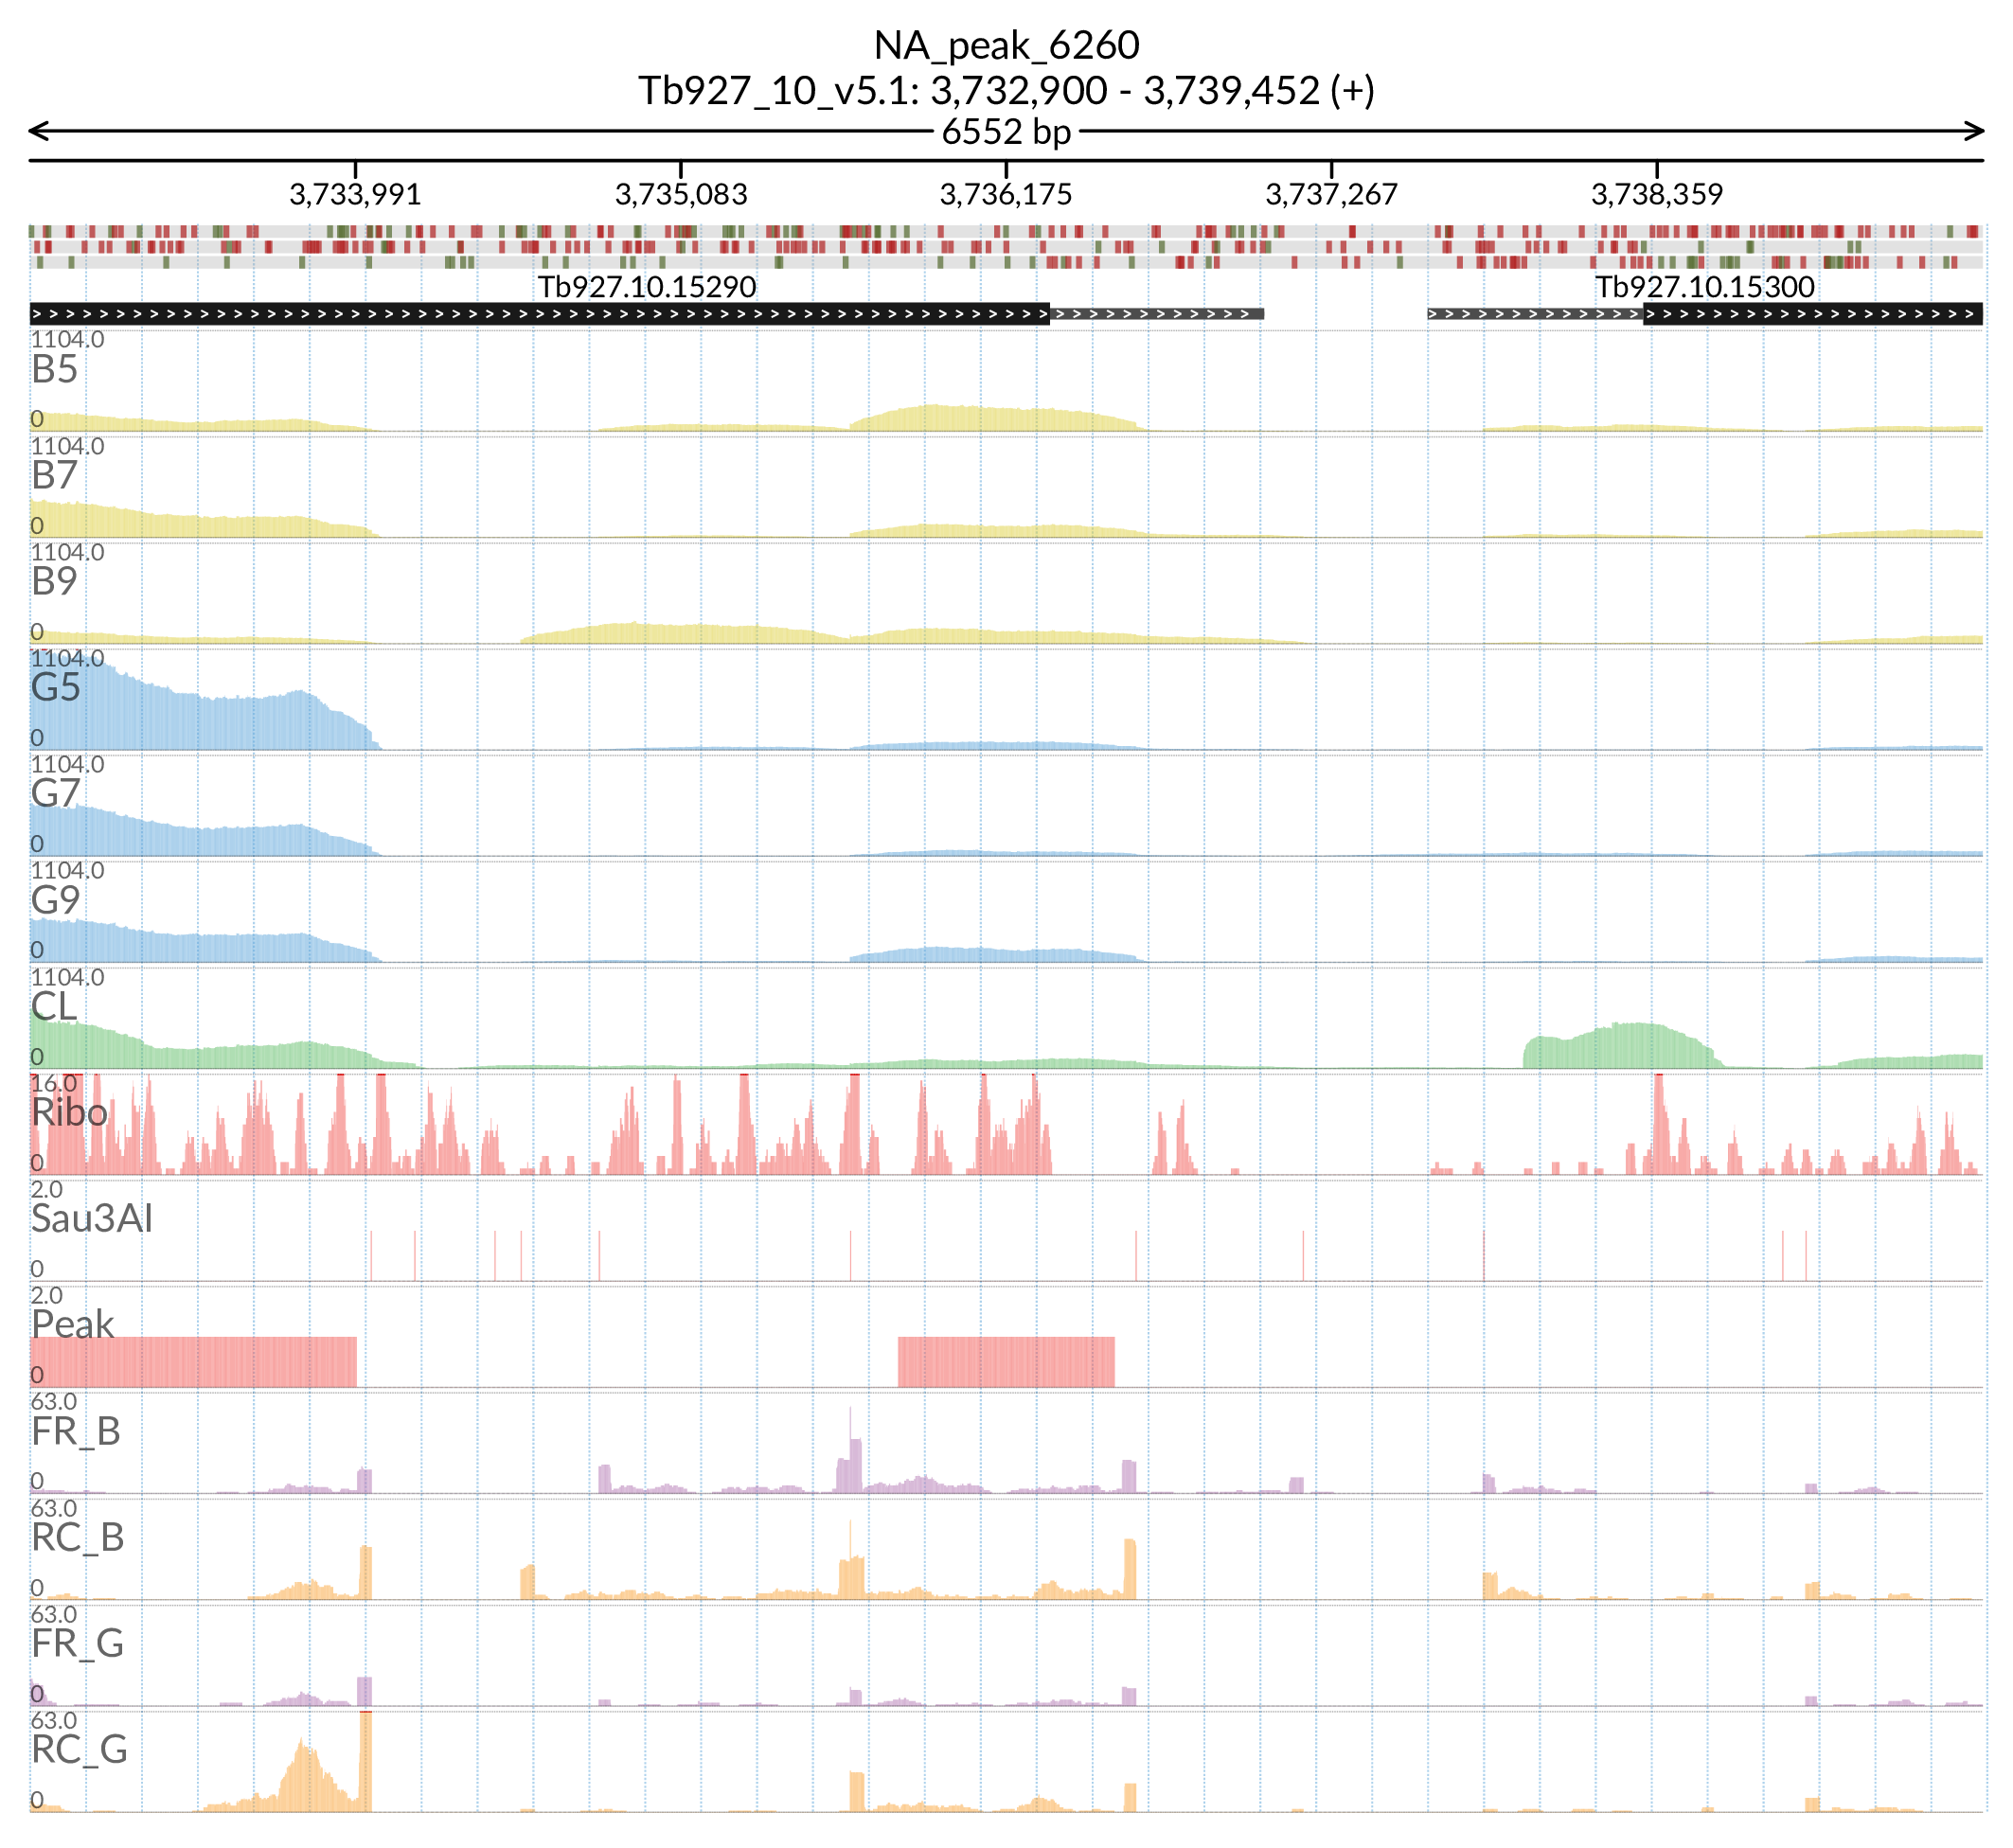 NA_peak_6260
Tb927_10_v5.1: 3,732,900 - 3,739,452 (+)
6552 bp
3,733,991 3,735,083 3,736,175 3,737,267 3,738,359
Tb927.10.15290 Tb927.10.15300
1104.0
B5
0
1104.0
B7
0
1104.0
B9
0
1104.0
G5
0
1104.0
G7
0
1104.0
G9
0
1104.0
CL
0
16.0
Ribo
0
2.0
Sau3AI
0
2.0
Peak
0
63.0
FR_B
0
63.0
RC_B
0
63.0
FR_G
0
63.0
RC_G
0